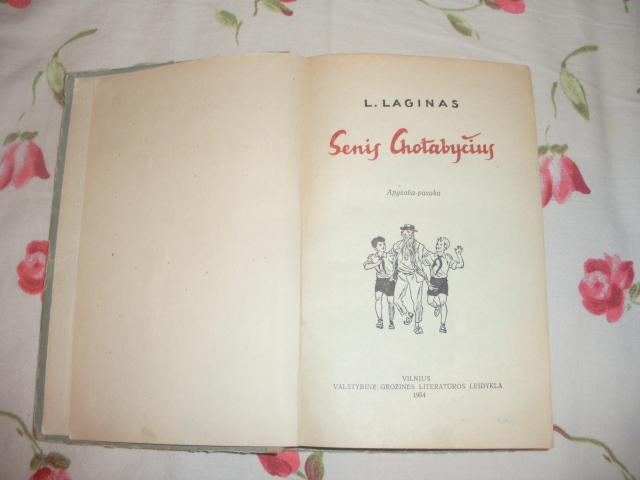 L. LAGINAS
Senis Chotabyčius
Apysaka-pasaka
VILNIUS
VALSTYBINĖ GROŽINĖS LITERATŪROS LEIDYKLA
1954